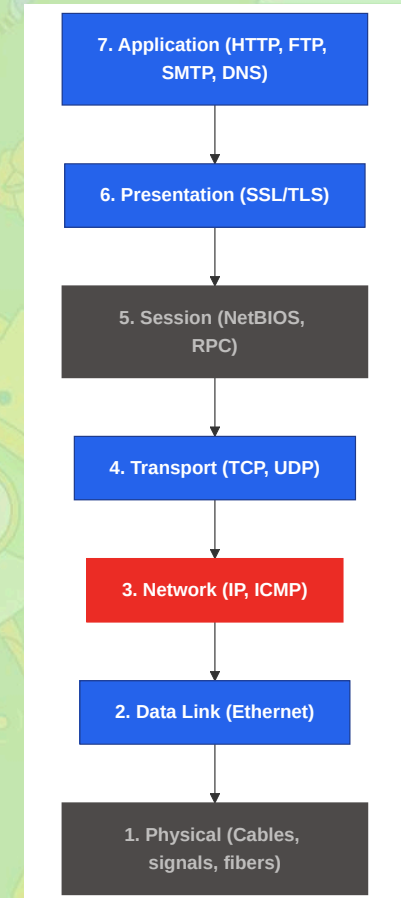 7. Application (HTTP, FTP,
SMTP, DNS)
6. Presentation (SSL/TLS)
5. Session (NetBIOS,
RPC)
4. Transport (TCP, UDP)
3. Network (IP, ICMP)
2. Data Link (Ethernet)
1. Physical (Cables,
signals, fibers)